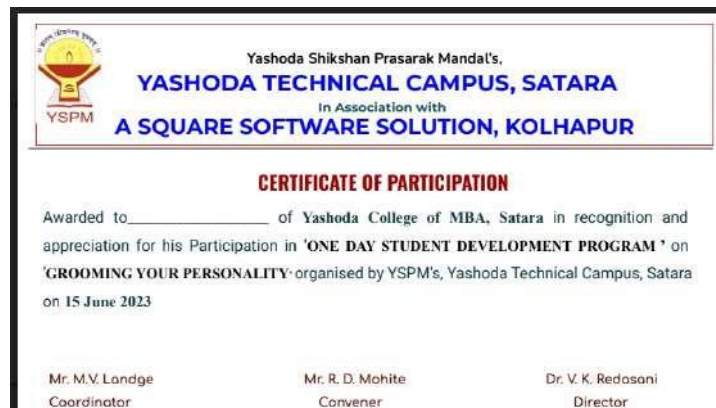 YSPM
Yashoda Shikshan Prasarak Mandal's,
YASHODA TECHNICAL CAMPUS, SATARA
In Association with
A SQUARE SOFTWARE SOLUTION, KOLHAPUR
CERTIFICATE OF PARTICIPATION
Awarded to_________________ of Yashoda College of MBA, Satara in recognition and
appreciation for his Participation in 'ONE DAY STUDENT DEVELOPMENT PROGRAM ' on
'GROOMING YOUR PERSONALITY' organised by YSPM's, Yashoda Technical Campus, Satara
on 15 June 2023
Mr. M.V. Landge Mr. R. D. Mohite Dr. V. K. Redasani
Coordinator Convener Director